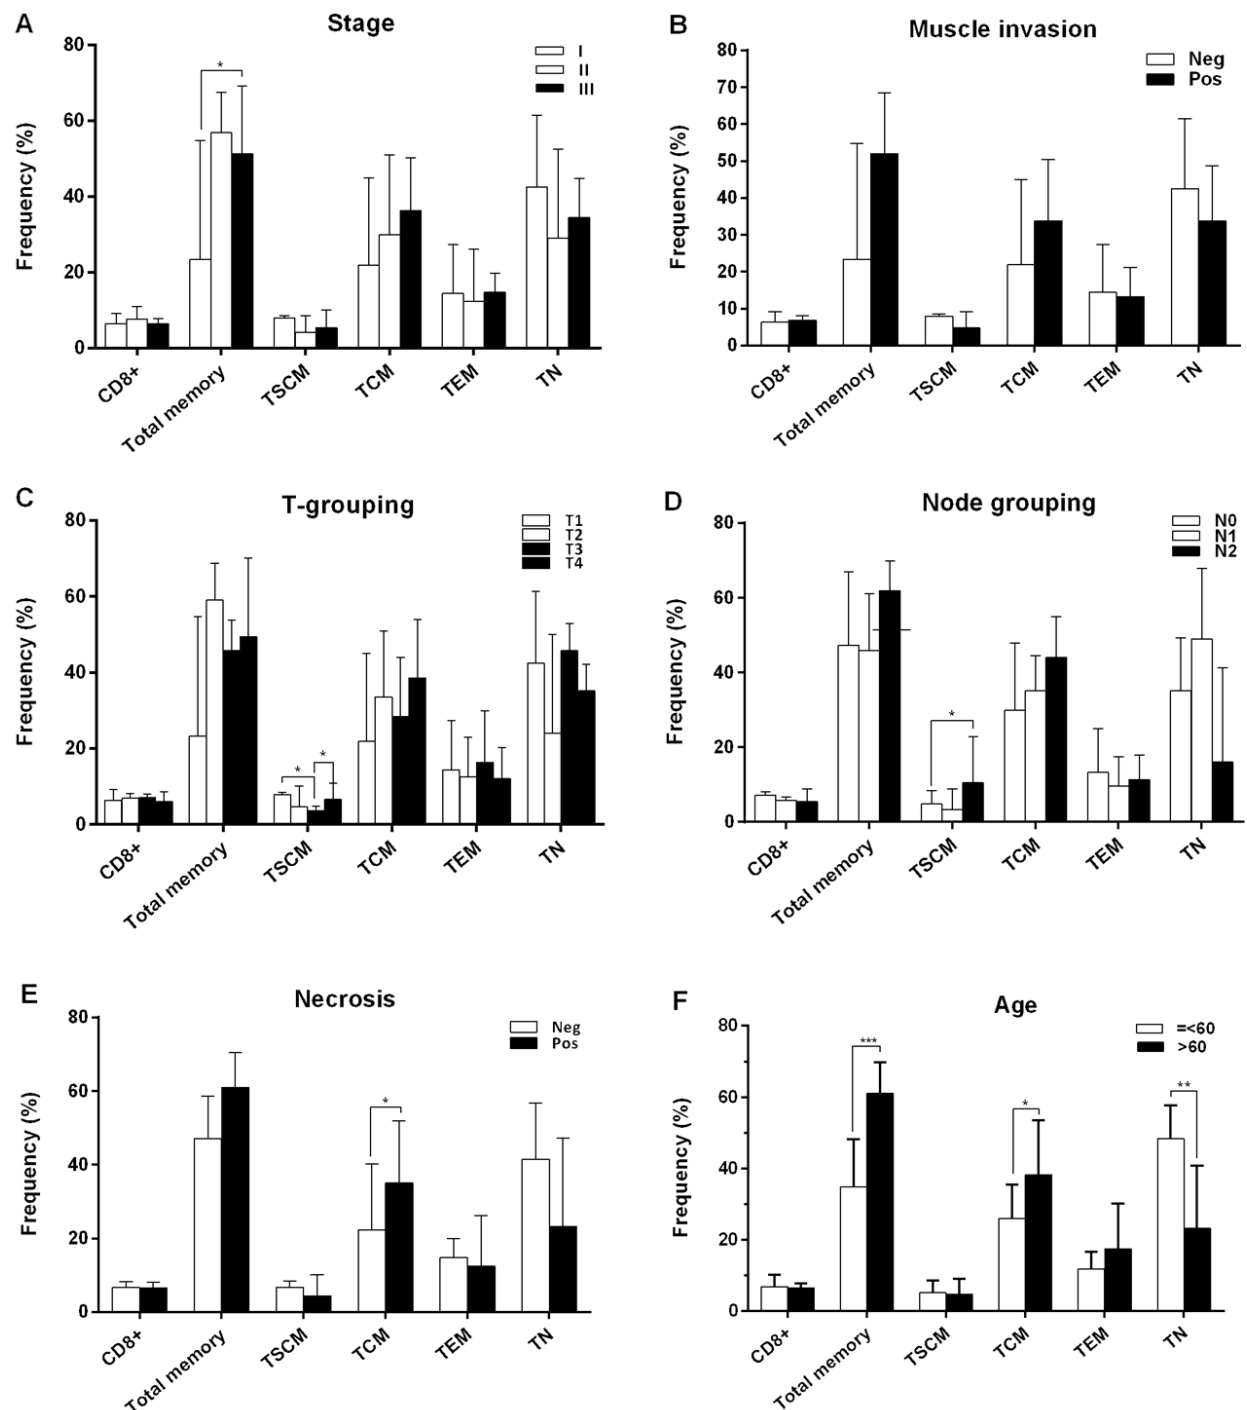 A
Stage
I
II
III
Frequency (%)
80
60
40
20
0
*
CD8+
Total memory
TSCM
TCM
TEM
TN
B
Muscle invasion
Neg
Pos
Frequency (%)
80
70
60
50
40
30
20
10
0
CD8+
Total memory
TSCM
TCM
TEM
TN
C
T-grouping
T1
T2
T3
T4
Frequency (%)
80
60
40
20
0
*
*
CD8+
Total memory
TSCM
TCM
TEM
TN
D
Node grouping
N0
N1
N2
Frequency (%)
80
60
40
20
0
*
CD8+
Total memory
TSCM
TCM
TEM
TN
E
Necrosis
Neg
Pos
Frequency (%)
80
60
40
20
0
*
CD8+
Total memory
TSCM
TCM
TEM
TN
F
Age
=<60
>60
Frequency (%)
80
60
40
20
0
***
*
**
CD8+
Total memory
TSCM
TCM
TEM
TN